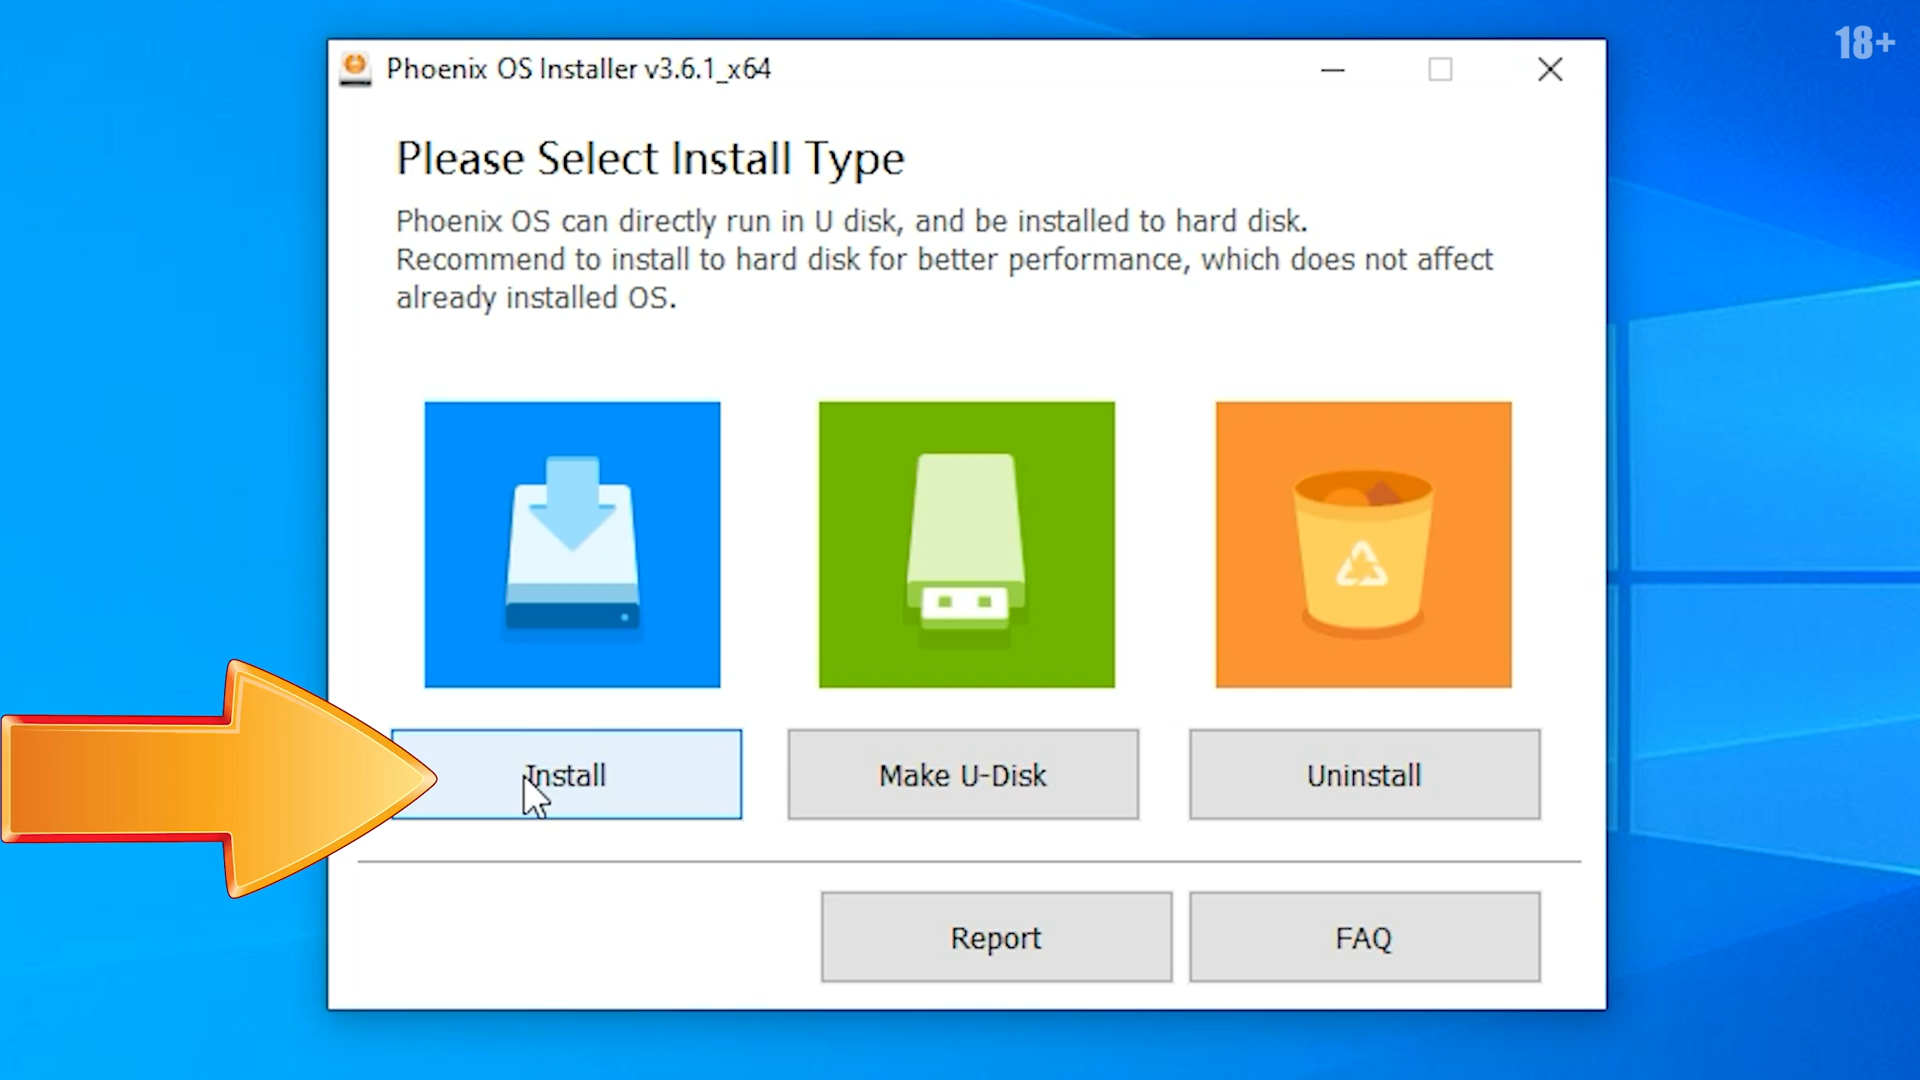 18+
Phoenix OS Installer v3.6.1_x64
Please Select Install Type
Phoenix OS can directly run in U disk, and be installed to hard disk.
Recommend to install to hard disk for better performance, which does not affect
already installed OS.
Install
Make U-Disk
Uninstall
Report
FAQ